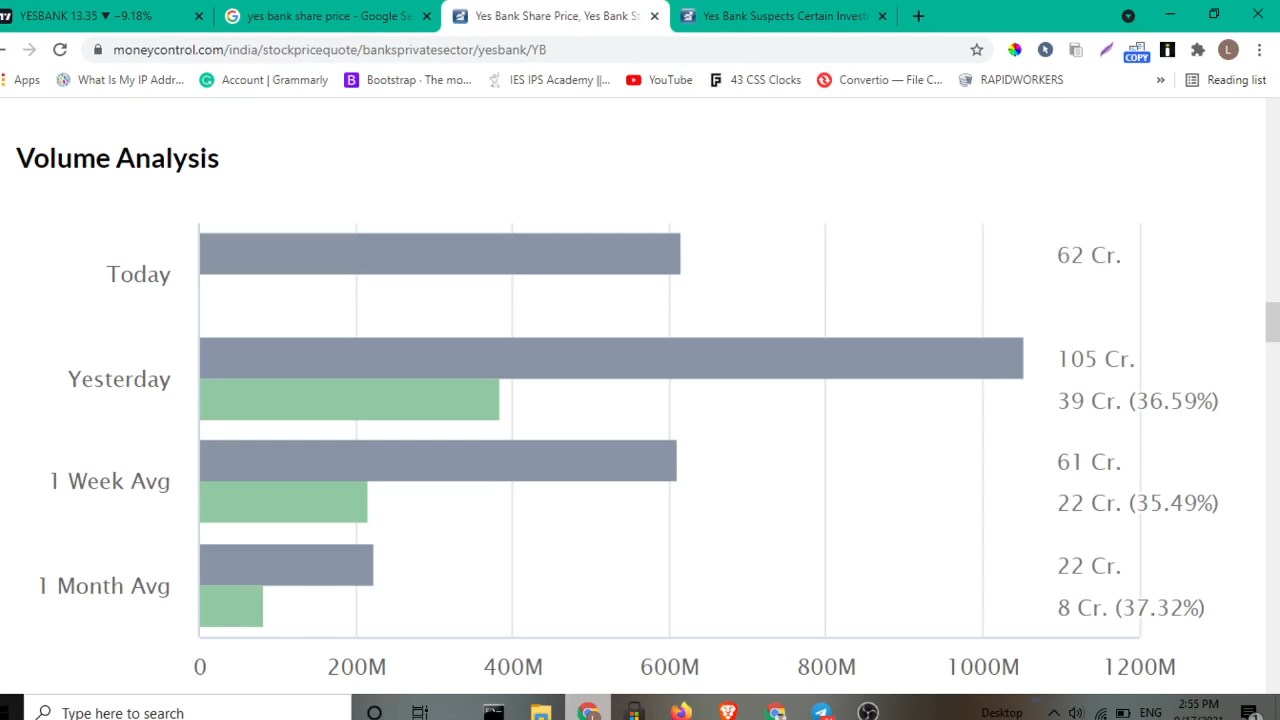 YESBANK 13.35 ▼ −9.18%
yes bank share price - Google Se
Yes Bank Share Price, Yes Bank St
Yes Bank Suspects Certain Invest
moneycontrol.com/india/stockpricequote/banksprivatesector/yesbank/YB
COPY
L
Apps
What Is My IP Addr...
Account | Grammarly
Bootstrap · The mo...
IES IPS Academy ||...
YouTube
43 CSS Clocks
Convertio — File C...
RAPIDWORKERS
»
Reading list
Volume Analysis
Today
62 Cr.
Yesterday
105 Cr.
39 Cr. (36.59%)
1 Week Avg
61 Cr.
22 Cr. (35.49%)
1 Month Avg
22 Cr.
8 Cr. (37.32%)
0 200M 400M 600M 800M 1000M 1200M
Type here to search
Desktop
ENG
2:55 PM